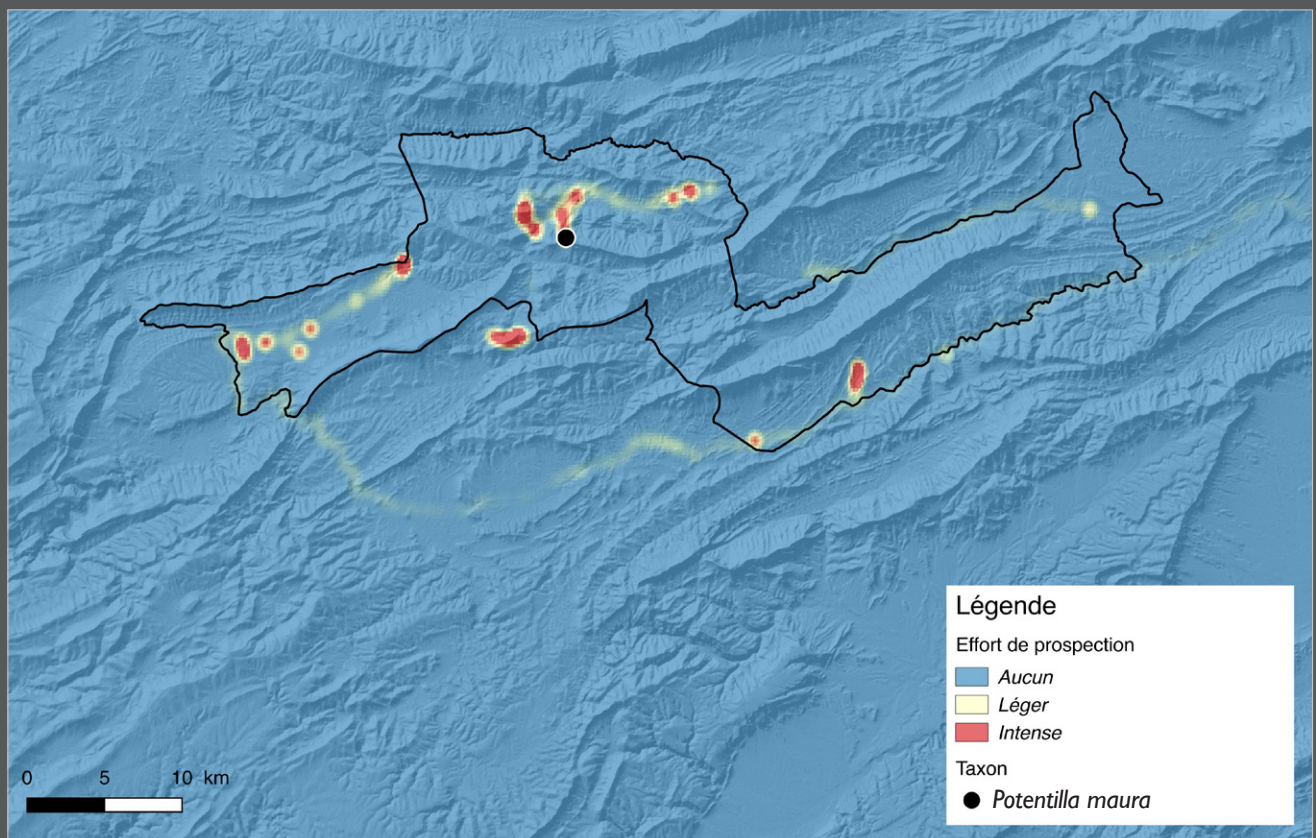 Légende
Effort de prospection
Aucun
Léger
Intense
Taxon
Potentilla maura
0 5 10 km